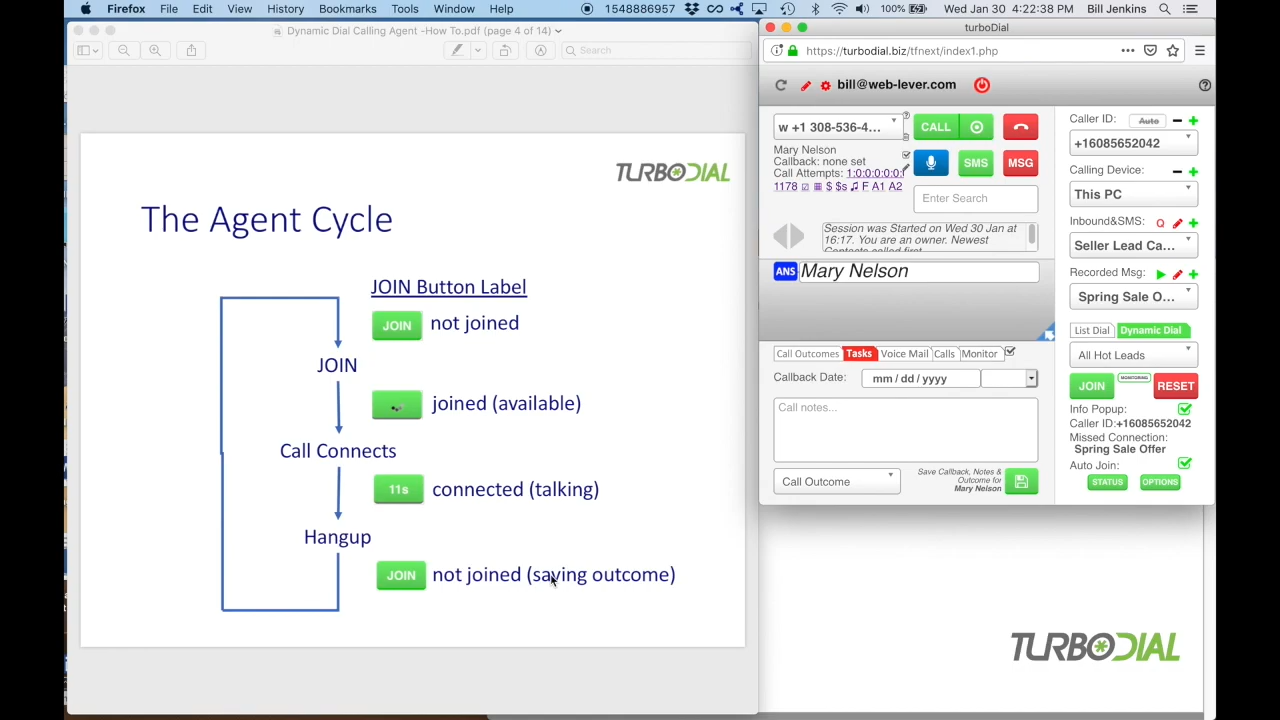 Firefox File Edit View History Bookmarks Tools Window Help 1548886957 100% Wed Jan 30 4:22:38 PM Bill Jenkins
Dynamic Dial Calling Agent -How To.pdf (page 4 of 14)
Search
TURBODIAL
The Agent Cycle
JOIN Button Label
JOIN not joined
JOIN
joined (available)
Call Connects
11s connected (talking)
Hangup
JOIN not joined (saving outcome)
turboDial
https://turbodial.biz/tfnext/index1.php
bill@web-lever.com
w +1 308-536-4...
CALL
Mary Nelson
Callback: none set
Call Attempts: 1:0:0:0:0:
1178 $ $s F A1 A2
SMS MSG
Enter Search
Session was Started on Wed 30 Jan at
16:17. You are an owner. Newest
Contacts called first
ANS Mary Nelson
Call Outcomes Tasks Voice Mail Calls Monitor
Callback Date: mm / dd / yyyy
Call notes...
Call Outcome
Save Callback, Notes &
Outcome for
Mary Nelson
Caller ID: Auto
+16085652042
Calling Device:
This PC
Inbound&SMS: Q
Seller Lead Ca...
Recorded Msg:
Spring Sale O...
List Dial Dynamic Dial
All Hot Leads
JOIN MONITORING RESET
Info Popup:
Caller ID:+16085652042
Missed Connection:
Spring Sale Offer
Auto Join:
STATUS OPTIONS
TURBODIAL